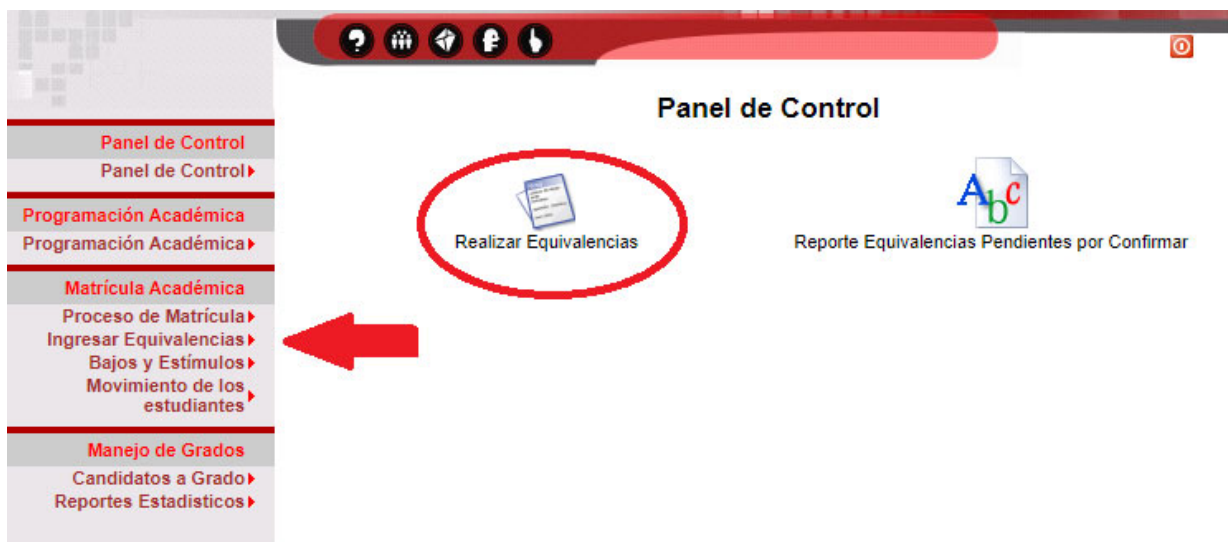 Panel de Control
Panel de Control
Programación Académica
Programación Académica
Matrícula Académica
Proceso de Matrícula
Ingresar Equivalencias
Bajos y Estímulos
Movimiento de los
estudiantes
Manejo de Grados
Candidatos a Grado
Reportes Estadisticos
Panel de Control
Realizar Equivalencias
Abc
Reporte Equivalencias Pendientes por Confirmar